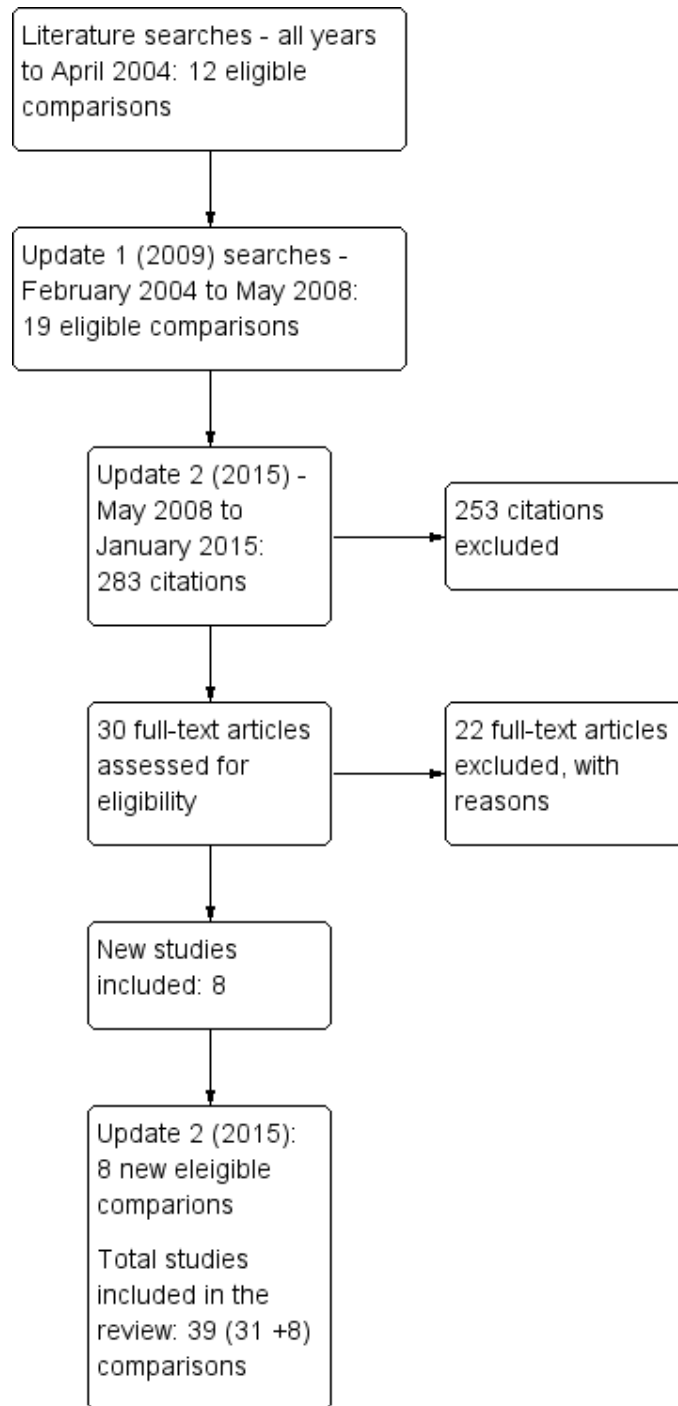 Literature searches - all years
to April 2004: 12 eligible
comparisons
Update 1 (2009) searches -
February 2004 to May 2008:
19 eligible comparisons
Update 2 (2015) -
May 2008 to
January 2015:
283 citations
253 citations
excluded
30 full-text articles
assessed for
eligibility
22 full-text articles
excluded, with
reasons
New studies
included: 8
Update 2 (2015):
8 new eleigible
comparions
Total studies
included in the
review: 39 (31 +8)
comparisons